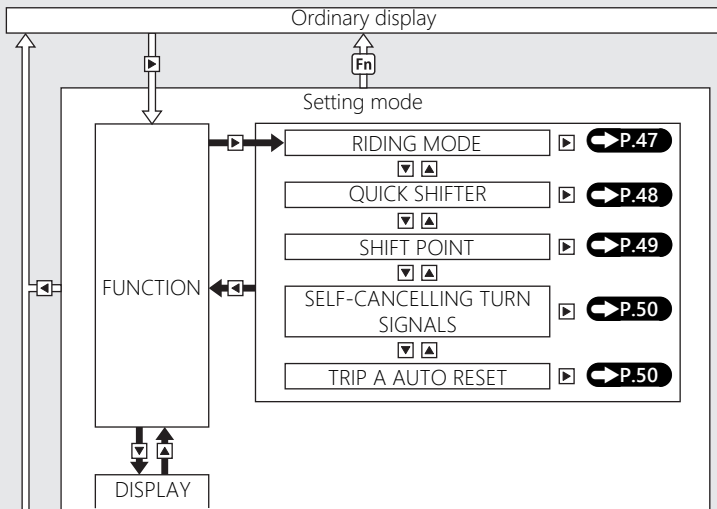 Ordinary display
Fn
Setting mode
FUNCTION
RIDING MODE
P.47
QUICK SHIFTER
P.48
SHIFT POINT
P.49
SELF-CANCELLING TURN
SIGNALS
P.50
TRIP A AUTO RESET
P.50
DISPLAY